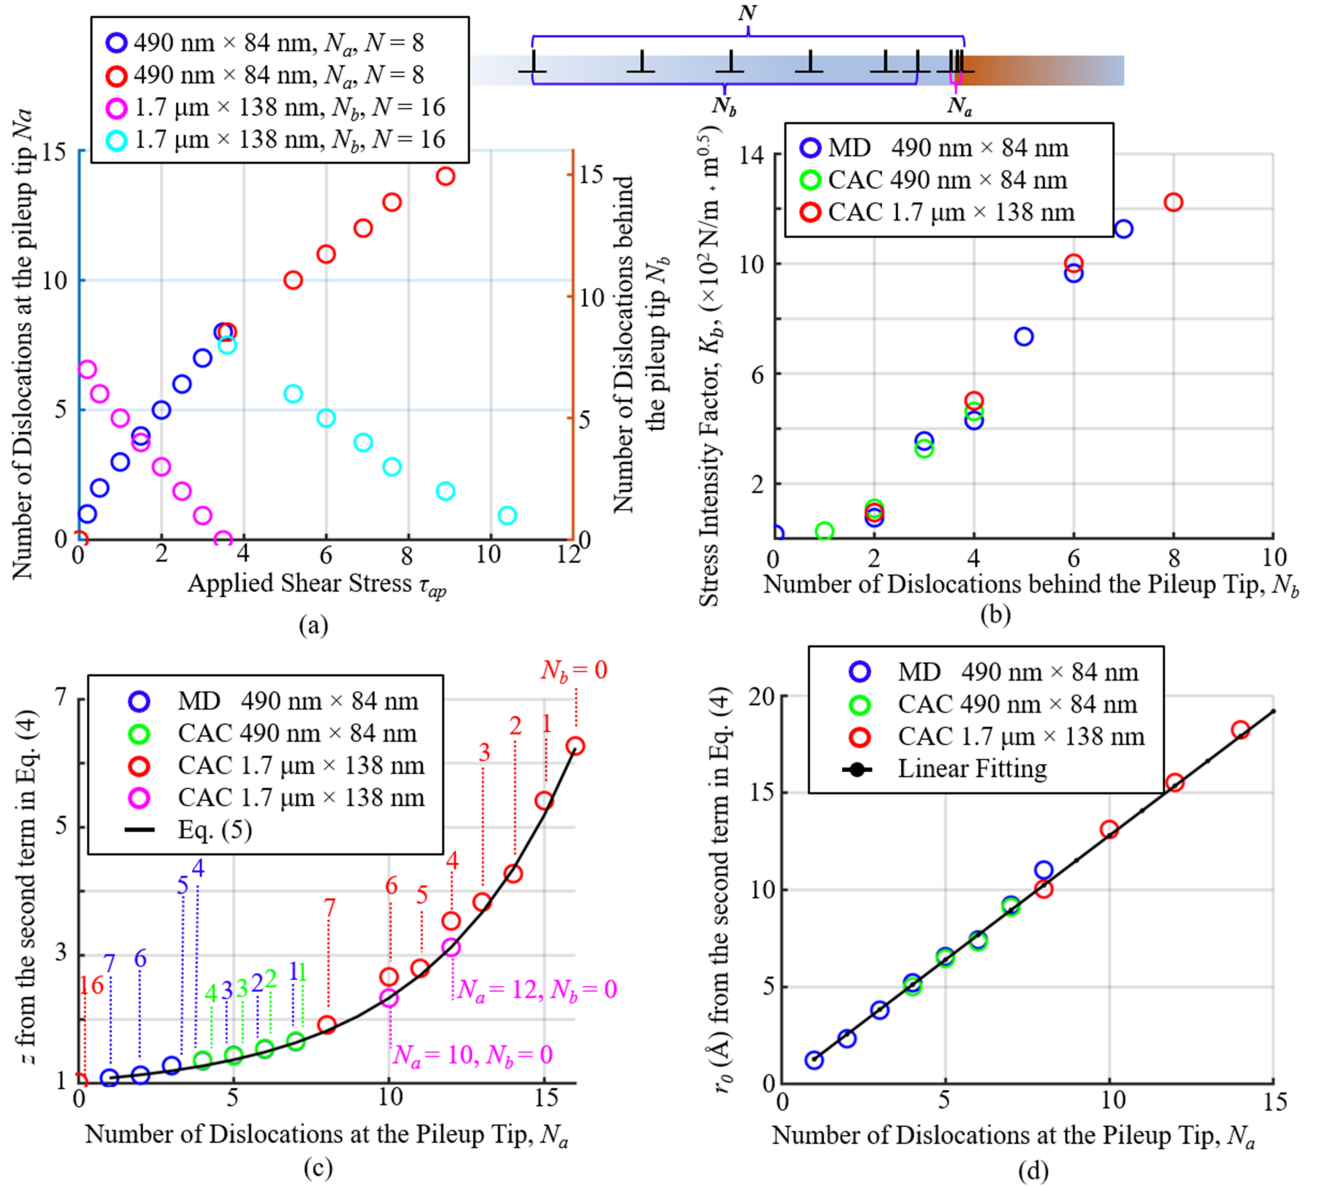 490 nm × 84 nm, Na, N = 8
490 nm × 84 nm, Na, N = 8
1.7 μm × 138 nm, Nb, N = 16
1.7 μm × 138 nm, Nb, N = 16
N
Nb
Na
Number of Dislocations at the pileup tip Na
15
10
5
0
0
2
4
6
8
10
12
15
10
5
0
Number of Dislocations behind
the pileup tip Nb
Applied Shear Stress τap
(a)
MD 490 nm × 84 nm
CAC 490 nm × 84 nm
CAC 1.7 μm × 138 nm
Stress Intensity Factor, Kb, (×10² N/m · m⁰·⁵)
14
10
6
2
0
2
4
6
8
10
Number of Dislocations behind the Pileup Tip, Nb
(b)
MD 490 nm × 84 nm
CAC 490 nm × 84 nm
CAC 1.7 μm × 138 nm
CAC 1.7 μm × 138 nm
Eq. (5)
z from the second term in Eq. (4)
7
5
3
1
0
5
10
15
16
7
6
5
4
4
3
3
2
2
1
1
7
6
5
4
3
2
1
Nb = 0
Na = 12, Nb = 0
Na = 10, Nb = 0
Number of Dislocations at the Pileup Tip, Na
(c)
MD 490 nm × 84 nm
CAC 490 nm × 84 nm
CAC 1.7 μm × 138 nm
Linear Fitting
r0 (Å) from the second term in Eq. (4)
20
15
10
5
0
0
5
10
15
Number of Dislocations at the Pileup Tip, Na
(d)